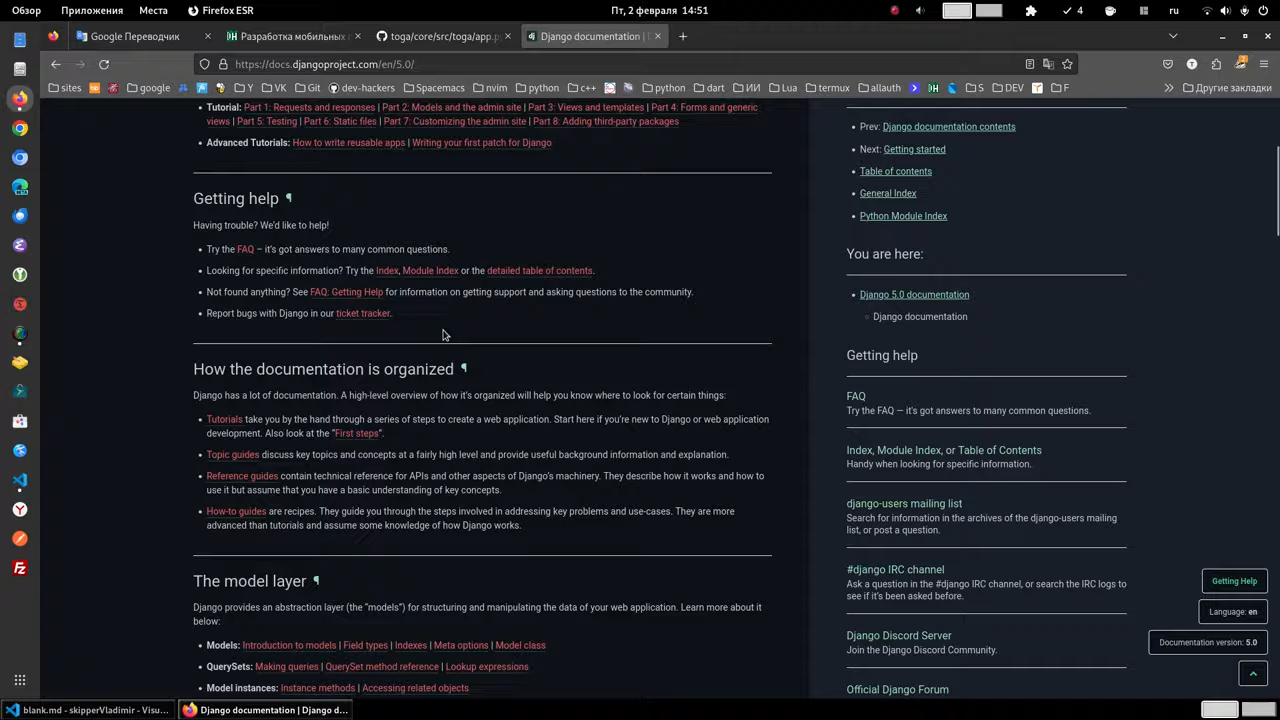 Обзор Приложения Места Firefox ESR Пт, 2 февраля 14:51 4 ru
Google Переводчик Разработка мобильных toga/core/src/toga/app.py Django documentation |
https://docs.djangoproject.com/en/5.0/
sites google Y VK Git dev-hackers Spacemacs nvim python c++ python dart ИИ Lua termux allauth S DEV F Другие закладки
Tutorial: Part 1: Requests and responses | Part 2: Models and the admin site | Part 3: Views and templates | Part 4: Forms and generic
views | Part 5: Testing | Part 6: Static files | Part 7: Customizing the admin site | Part 8: Adding third-party packages
Advanced Tutorials: How to write reusable apps | Writing your first patch for Django
Getting help ¶
Having trouble? We'd like to help!
Try the FAQ – it's got answers to many common questions.
Looking for specific information? Try the Index, Module Index or the detailed table of contents.
Not found anything? See FAQ: Getting Help for information on getting support and asking questions to the community.
Report bugs with Django in our ticket tracker.
How the documentation is organized ¶
Django has a lot of documentation. A high-level overview of how it's organized will help you know where to look for certain things:
Tutorials take you by the hand through a series of steps to create a web application. Start here if you're new to Django or web application
development. Also look at the "First steps".
Topic guides discuss key topics and concepts at a fairly high level and provide useful background information and explanation.
Reference guides contain technical reference for APIs and other aspects of Django's machinery. They describe how it works and how to
use it but assume that you have a basic understanding of key concepts.
How-to guides are recipes. They guide you through the steps involved in addressing key problems and use-cases. They are more
advanced than tutorials and assume some knowledge of how Django works.
The model layer ¶
Django provides an abstraction layer (the "models") for structuring and manipulating the data of your web application. Learn more about it
below:
Models: Introduction to models | Field types | Indexes | Meta options | Model class
QuerySets: Making queries | QuerySet method reference | Lookup expressions
Model instances: Instance methods | Accessing related objects
Prev: Django documentation contents
Next: Getting started
Table of contents
General Index
Python Module Index
You are here:
Django 5.0 documentation
Django documentation
Getting help
FAQ
Try the FAQ — it's got answers to many common questions.
Index, Module Index, or Table of Contents
Handy when looking for specific information.
django-users mailing list
Search for information in the archives of the django-users mailing
list, or post a question.
#django IRC channel
Ask a question in the #django IRC channel, or search the IRC logs to
see if it's been asked before.
Django Discord Server
Join the Django Discord Community.
Official Django Forum
Getting Help
Language: en
Documentation version: 5.0
blank.md - skipperVladimir - Visu... Django documentation | Django d...